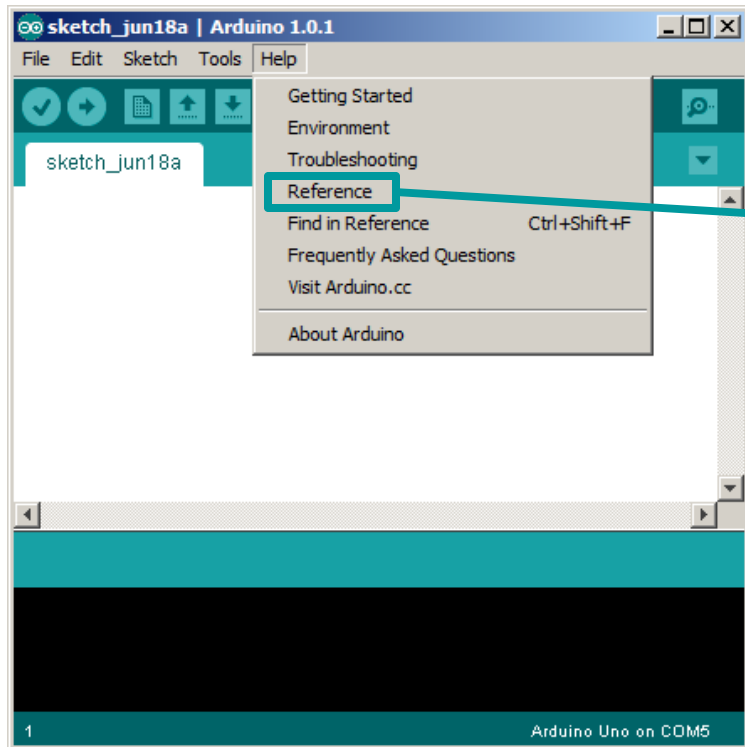 sketch_jun18a | Arduino 1.0.1
File Edit Sketch Tools Help
Getting Started
Environment
sketch_jun18a
Troubleshooting
Reference
Find in Reference Ctrl+Shift+F
Frequently Asked Questions
Visit Arduino.cc
About Arduino
1 Arduino Uno on COM5